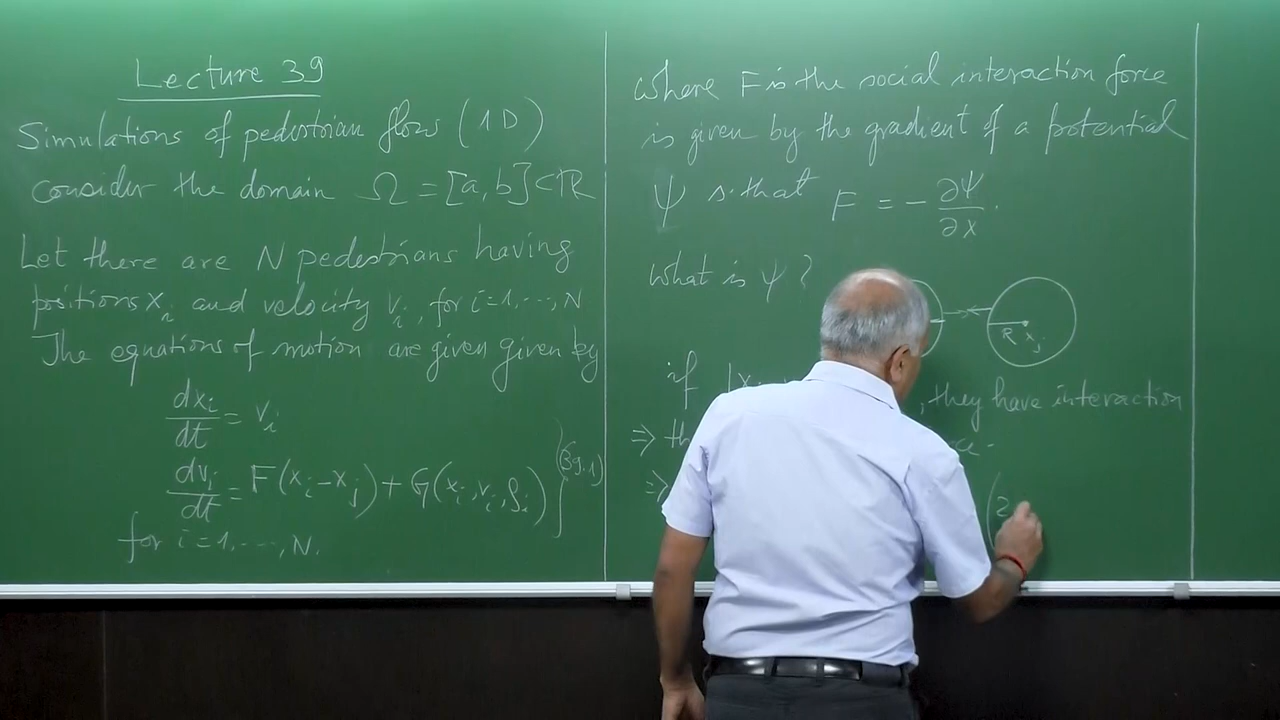 Lecture 39
Simulations of pedestrian flow (1D)
consider the domain Ω = [a, b] ⊂ ℝ
Let there are N pedestrians having
positions xᵢ and velocity vᵢ, for i=1, ---, N
The equations of motion are given given by
dxᵢ/dt = vᵢ
dvᵢ/dt = F(xᵢ-xⱼ) + G(xᵢ, vᵢ, ρᵢ) } (39.1)
for i=1, ---, N.
where F is the social interaction force
is given by the gradient of a potential
ψ s.that F = - ∂ψ/∂x.
What is ψ ?
R xⱼ
if |xᵢ , they have interaction
⇒
⇒ (2